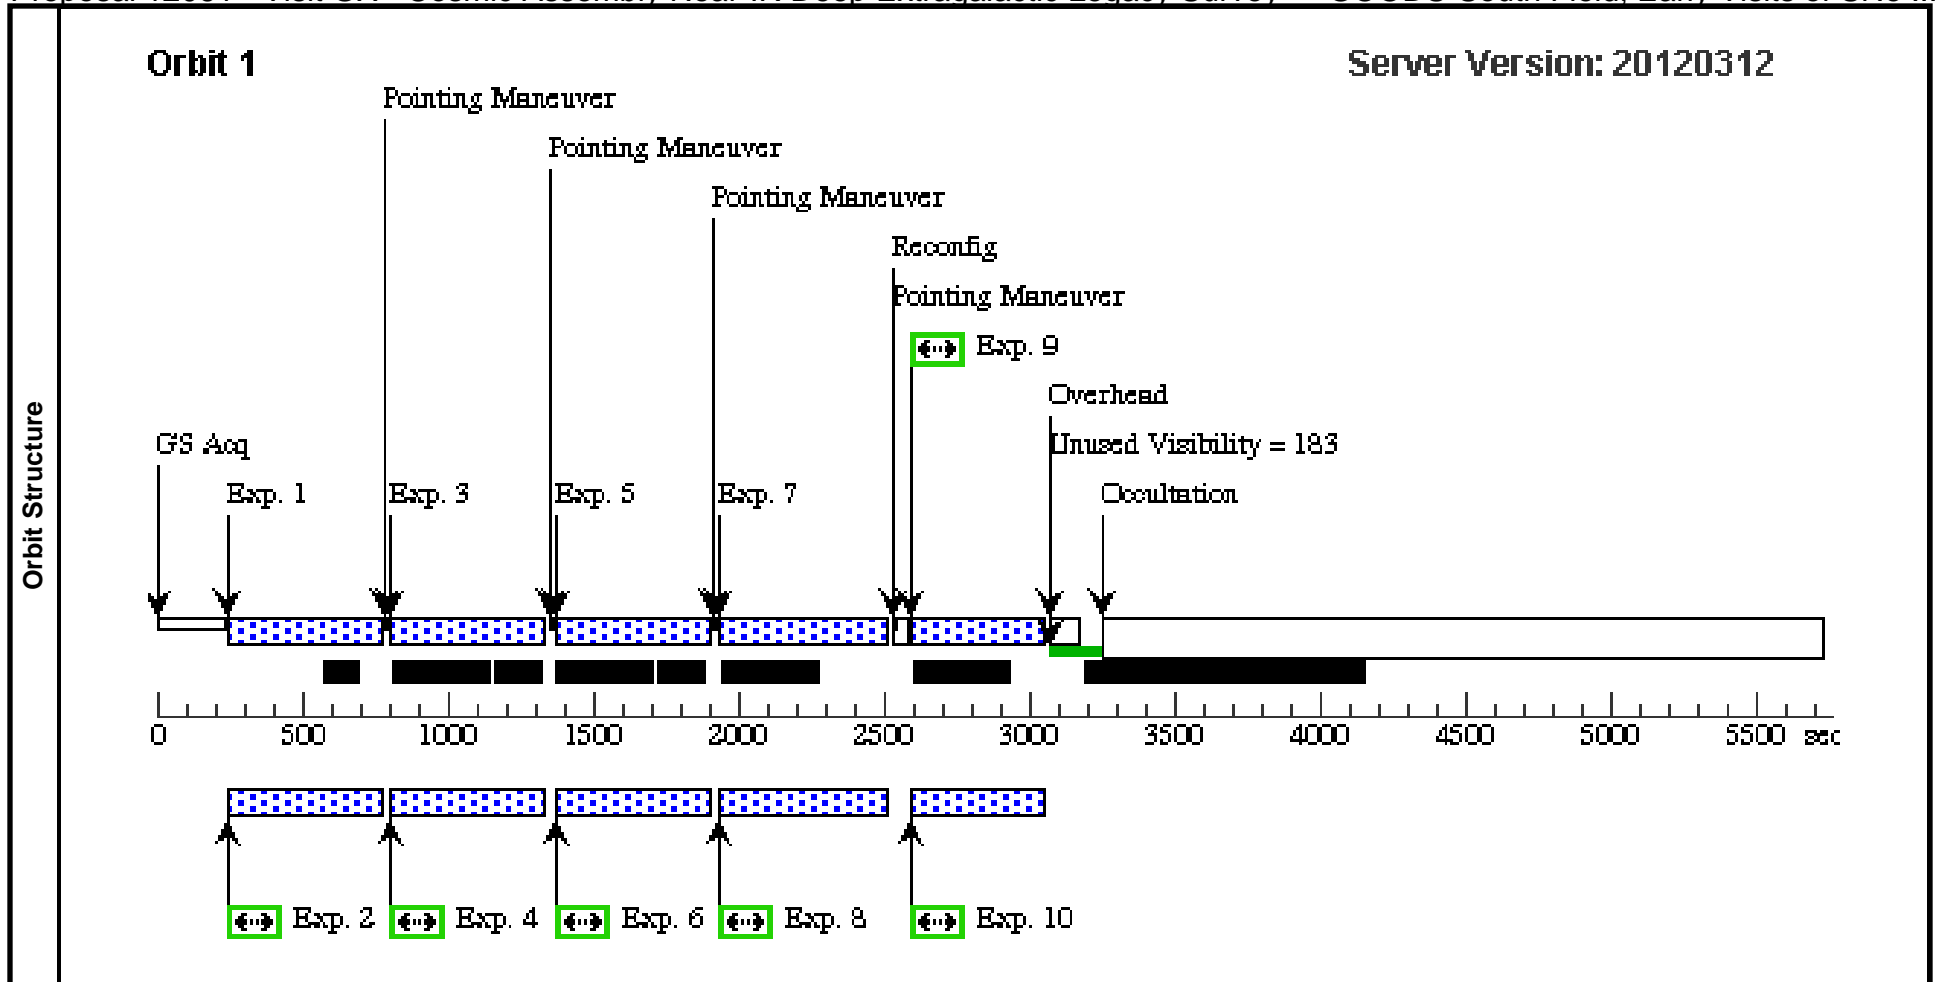 Orbit 1
Server Version: 20120312
Pointing Maneuver
Pointing Maneuver
Pointing Maneuver
Reconfig
Pointing Maneuver
Exp. 9
Overhead
GS Acq
Unused Visibility = 183
Exp. 1
Exp. 3
Exp. 5
Exp. 7
Occultation
Orbit Structure
0 500 1000 1500 2000 2500 3000 3500 4000 4500 5000 5500 sec
Exp. 2
Exp. 4
Exp. 6
Exp. 8
Exp. 10